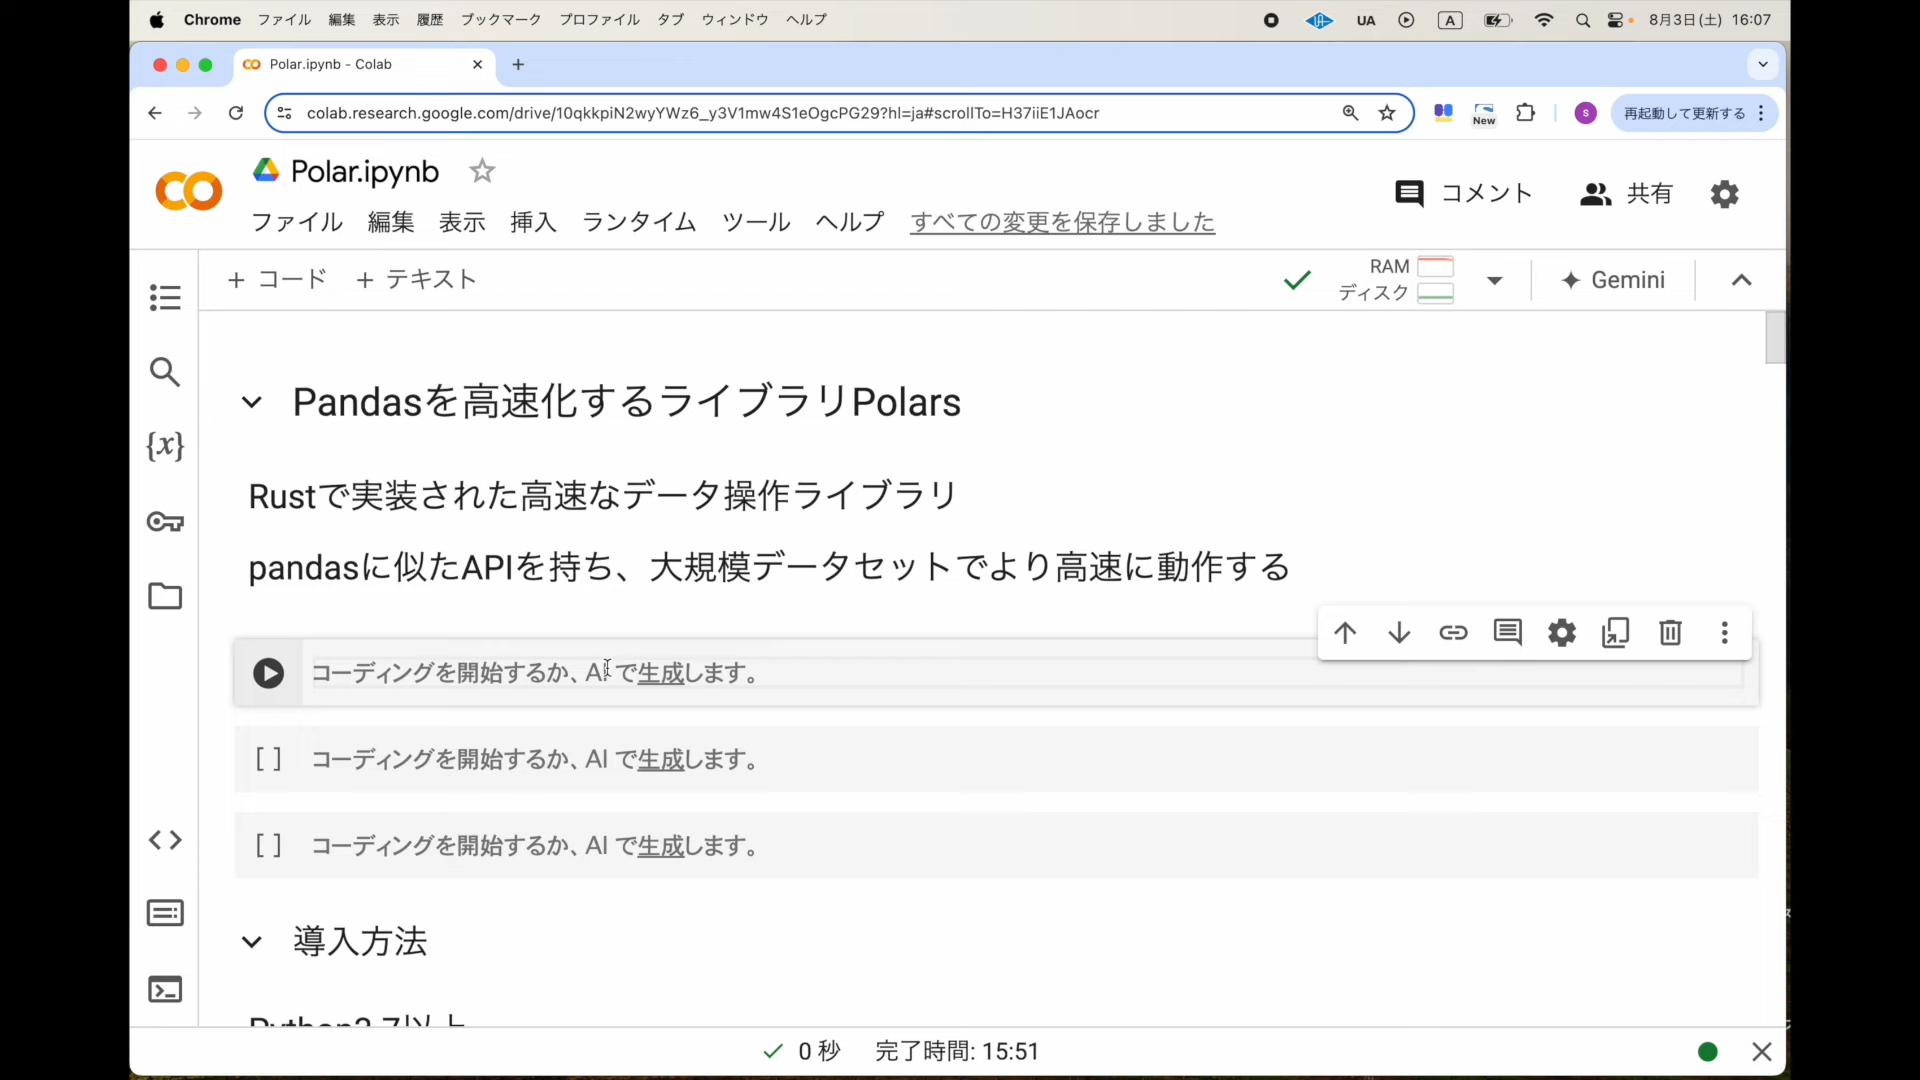 Chrome ファイル 編集 表示 履歴 ブックマーク プロファイル タブ ウィンドウ ヘルプ UA A 8月3日(土) 16:07
Polar.ipynb - Colab
colab.research.google.com/drive/10qkkpiN2wyYWz6_y3V1mw4S1eOgcPG29?hl=ja#scrollTo=H37iiE1JAocr New S 再起動して更新する
Polar.ipynb
コメント 共有
ファイル 編集 表示 挿入 ランタイム ツール ヘルプ すべての変更を保存しました
+ コード + テキスト RAM ディスク Gemini
Pandasを高速化するライブラリPolars
Rustで実装された高速なデータ操作ライブラリ
pandasに似たAPIを持ち、大規模データセットでより高速に動作する
コーディングを開始するか、AI で生成します。
[ ] コーディングを開始するか、AI で生成します。
[ ] コーディングを開始するか、AI で生成します。
導入方法
Python3.7以上
0 秒 完了時間: 15:51